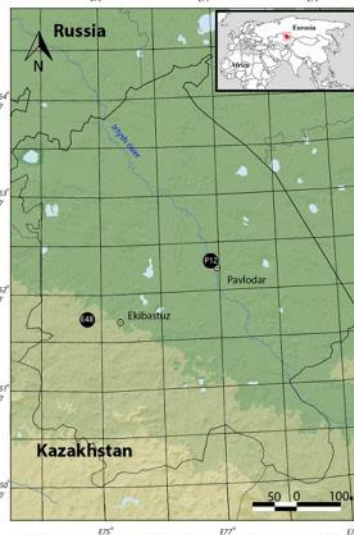 Russia
Eurasia
Africa
N
Irtysh river
P12
Pavlodar
E48
Ekibastuz
Kazakhstan
50 0 100
E75° E77°